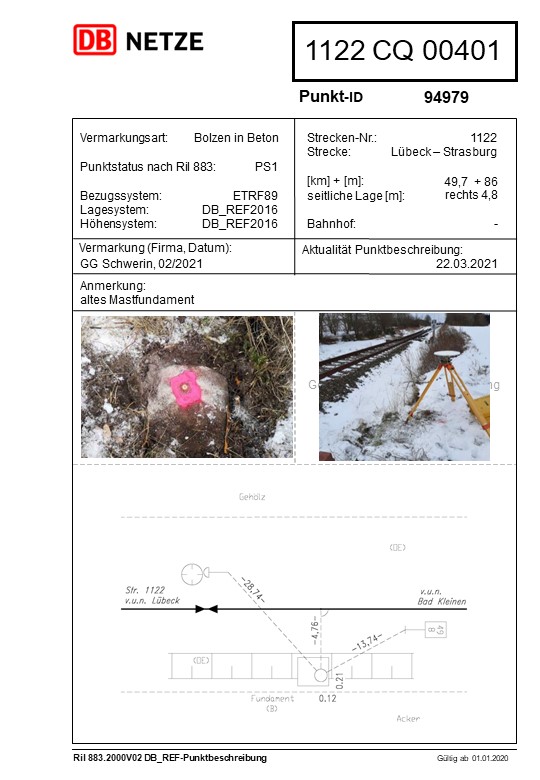 DB NETZE
1122 CQ 00401
Punkt-ID 94979
Vermarkungsart: Bolzen in Beton
Punktstatus nach Ril 883: PS1
Bezugssystem: ETRF89
Lagesystem: DB_REF2016
Höhensystem: DB_REF2016
Strecken-Nr.: 1122
Strecke: Lübeck – Strasburg
[km] + [m]: 49,7 + 86
seitliche Lage [m]: rechts 4,8
Bahnhof: -
Vermarkung (Firma, Datum):
GG Schwerin, 02/2021
Aktualität Punktbeschreibung:
22.03.2021
Anmerkung:
altes Mastfundament
Gehölz
(DE)
Str. 1122
v.u.n. Lübeck
v.u.n.
Bad Kleinen
-28,74-
-4,76-
-13,74-
49
8
(DE)
0.21
0.12
Fundament
(B)
Acker
Ril 883.2000V02 DB_REF-Punktbeschreibung
Gültig ab 01.01.2020